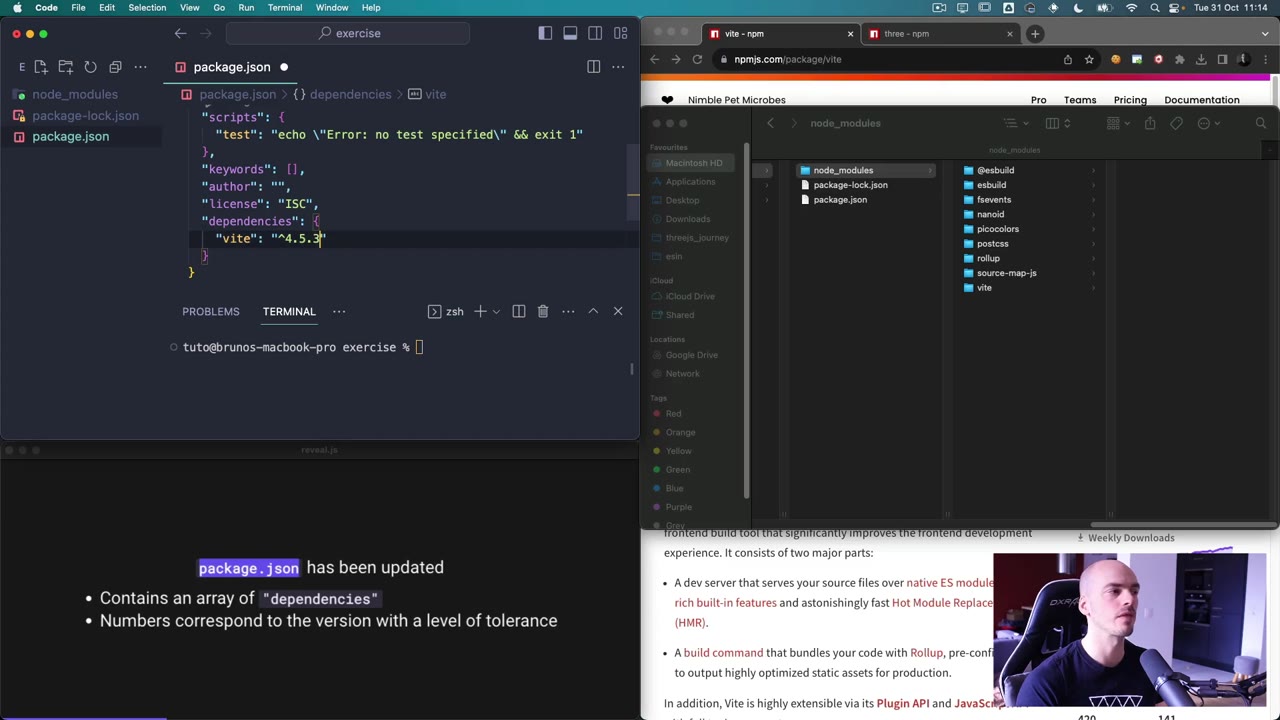 Code File Edit Selection View Go Run Terminal Window Help
Tue 31 Oct 11:14
exercise
E
package.json
node_modules
package-lock.json
package.json
package.json > {} dependencies > abc vite
"scripts": {
"test": "echo \"Error: no test specified\" && exit 1"
},
"keywords": [],
"author": "",
"license": "ISC",
"dependencies": {
"vite": "^4.5.3"
}
}
PROBLEMS TERMINAL ...
zsh
tuto@brunos-macbook-pro exercise %
reveal.js
package.json has been updated
• Contains an array of "dependencies"
• Numbers correspond to the version with a level of tolerance
vite - npm
three - npm
npmjs.com/package/vite
❤ Nimble Pet Microbes
Pro Teams Pricing Documentation
node_modules
node_modules
Favourites
Macintosh HD
Applications
Desktop
Downloads
threejs_journey
esin
iCloud
iCloud Drive
Shared
Locations
Google Drive
Network
Tags
Red
Orange
Yellow
Green
Blue
Purple
Grey
node_modules
package-lock.json
package.json
@esbuild
esbuild
fsevents
nanoid
picocolors
postcss
rollup
source-map-js
vite
frontend build tool that significantly improves the frontend development
experience. It consists of two major parts:
• A dev server that serves your source files over native ES module
rich built-in features and astonishingly fast Hot Module Replace
(HMR).
• A build command that bundles your code with Rollup, pre-confi
to output highly optimized static assets for production.
In addition, Vite is highly extensible via its Plugin API and JavaScrip
Weekly Downloads
DXRA
420 141